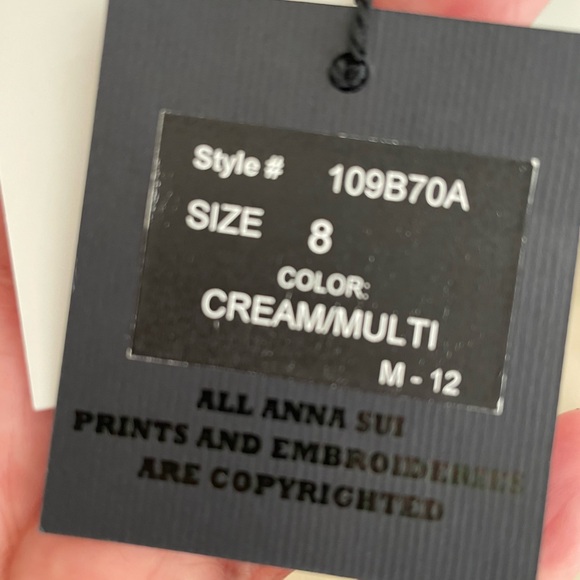 Style # 109B70A
SIZE 8
COLOR:
CREAM/MULTI
M - 12
ALL ANNA SUI
PRINTS AND EMBROIDERIES
ARE COPYRIGHTED